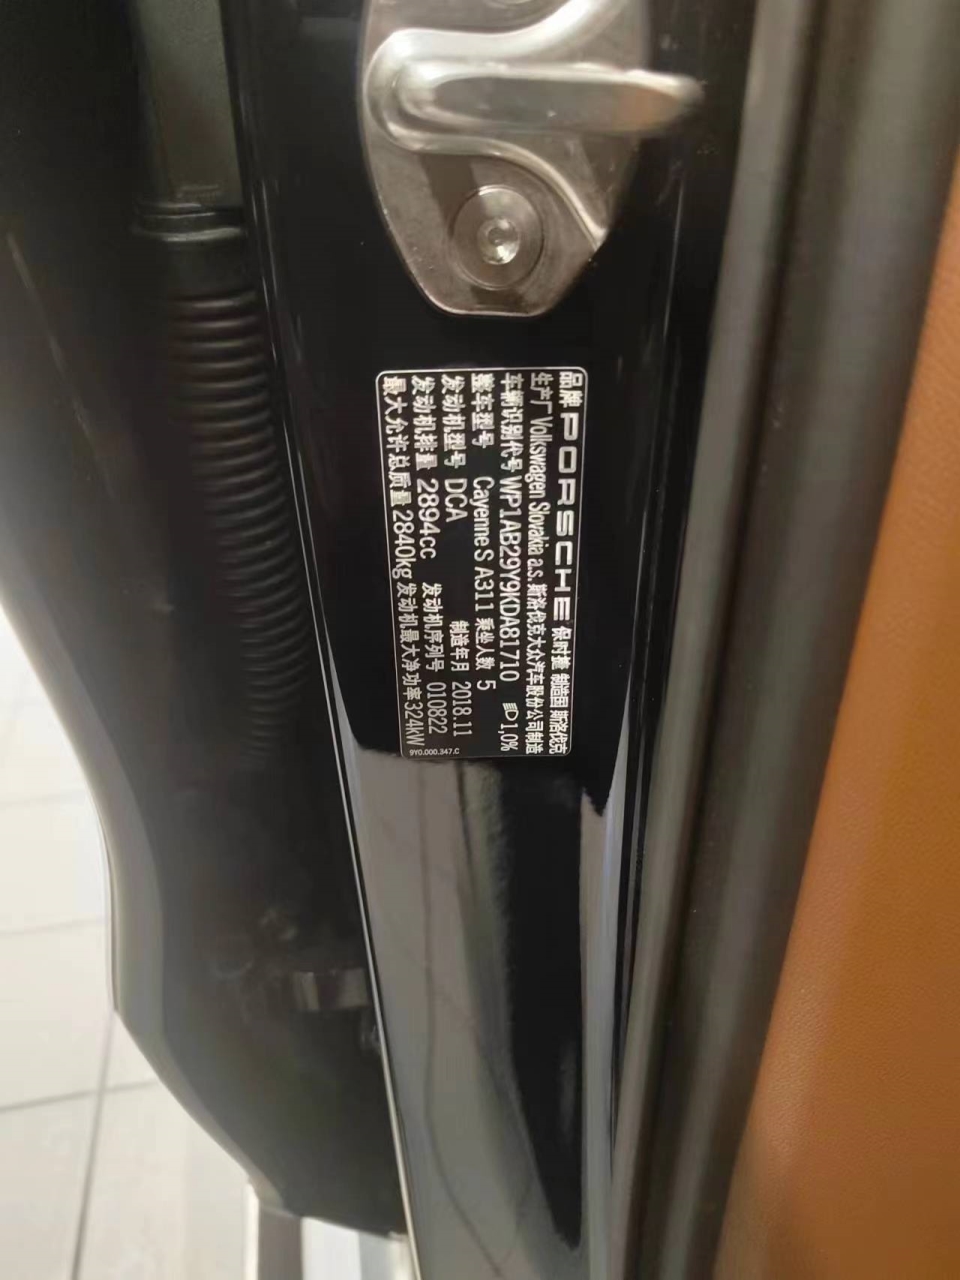 品牌 PORSCHE 保时捷 制造国 斯洛伐克
生产厂 Volkswagen Slovakia a.s. 斯洛伐克大众汽车股份公司制造
车辆识别代号 WP1AB29Y9KDA81710 1,0%
整车型号 Cayenne S A311 乘坐人数 5
发动机型号 DCA 制造年月 2018.11
发动机排量 2894cc 发动机序列号 010822
最大允许总质量 2840kg 发动机最大净功率 324kW
9Y0.000.347.C